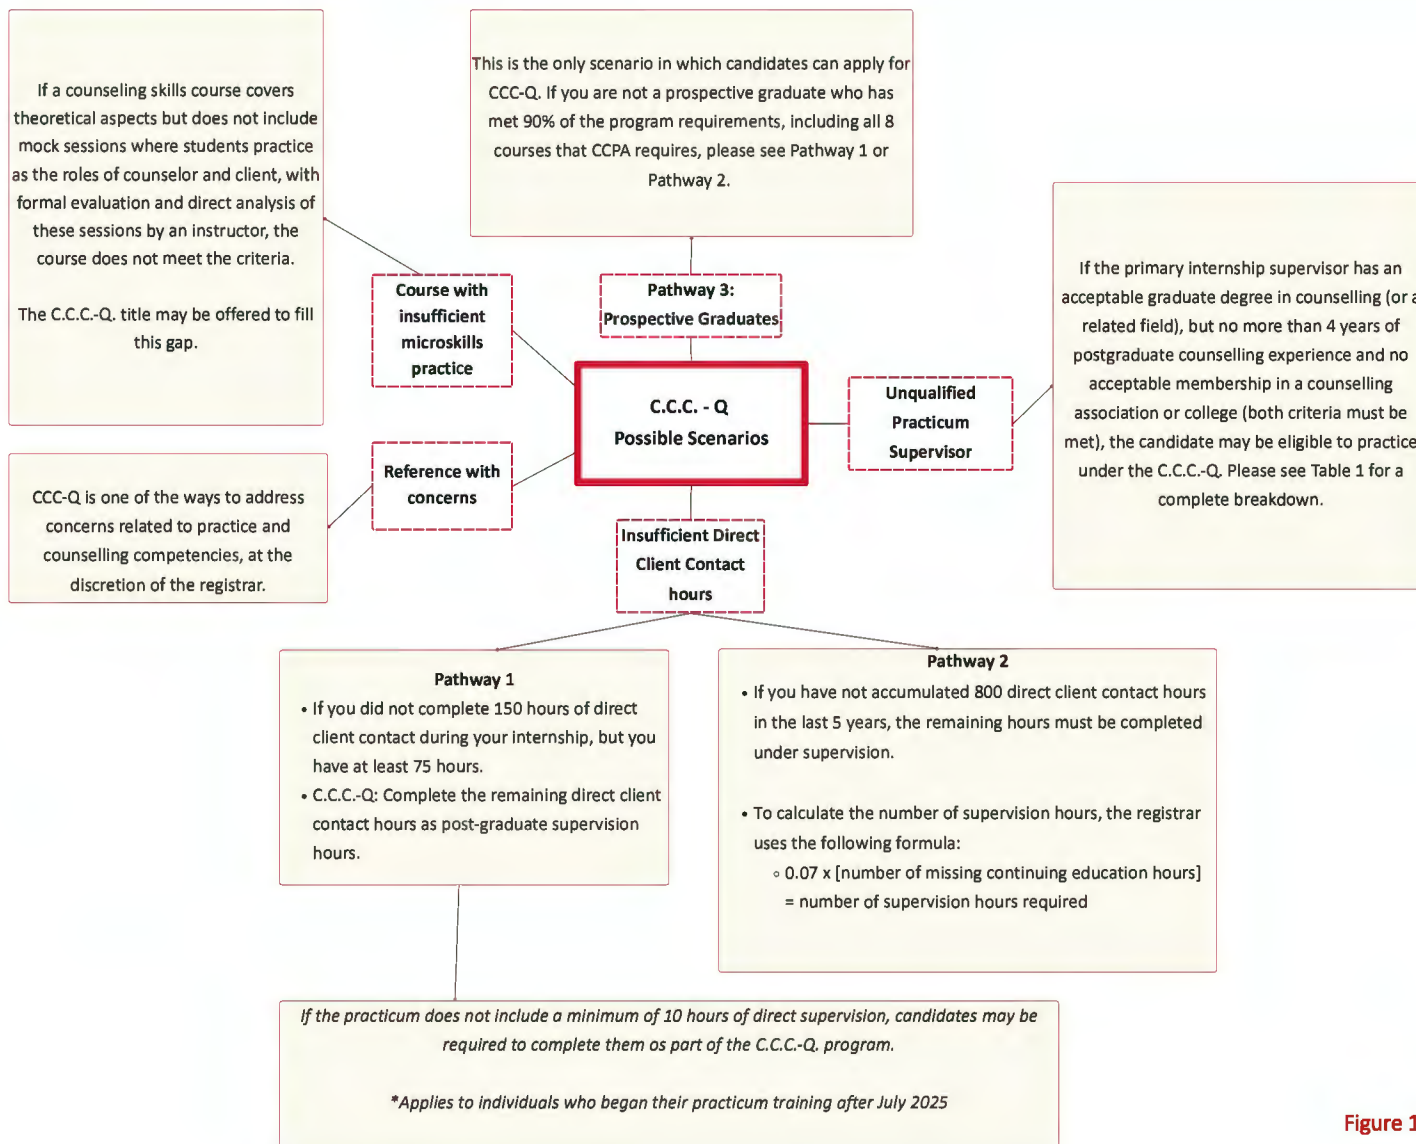 If a counseling skills course covers
theoretical aspects but does not include
mock sessions where students practice
as the roles of counselor and client, with
formal evaluation and direct analysis of
these sessions by an instructor, the
course does not meet the criteria.
The C.C.C.-Q. title may be offered to fill
this gap.
This is the only scenario in which candidates can apply for
CCC-Q. If you are not a prospective graduate who has
met 90% of the program requirements, including all 8
courses that CCPA requires, please see Pathway 1 or
Pathway 2.
If the primary internship supervisor has an
acceptable graduate degree in counselling (or a
related field), but no more than 4 years of
postgraduate counselling experience and no
acceptable membership in a counselling
association or college (both criteria must be
met), the candidate may be eligible to practice
under the C.C.C.-Q. Please see Table 1 for a
complete breakdown.
Course with
insufficient
microskills
practice
Pathway 3:
Prospective Graduates
C.C.C. - Q
Possible Scenarios
Unqualified
Practicum
Supervisor
Reference with
concerns
CCC-Q is one of the ways to address
concerns related to practice and
counselling competencies, at the
discretion of the registrar.
Insufficient Direct
Client Contact
hours
Pathway 1
• If you did not complete 150 hours of direct
client contact during your internship, but you
have at least 75 hours.
• C.C.C.-Q: Complete the remaining direct client
contact hours as post-graduate supervision
hours.
Pathway 2
• If you have not accumulated 800 direct client contact hours
in the last 5 years, the remaining hours must be completed
under supervision.
• To calculate the number of supervision hours, the registrar
uses the following formula:
◦ 0.07 x [number of missing continuing education hours]
= number of supervision hours required
If the practicum does not include a minimum of 10 hours of direct supervision, candidates may be
required to complete them os part of the C.C.C.-Q. program.
*Applies to individuals who began their practicum training after July 2025
Figure 1